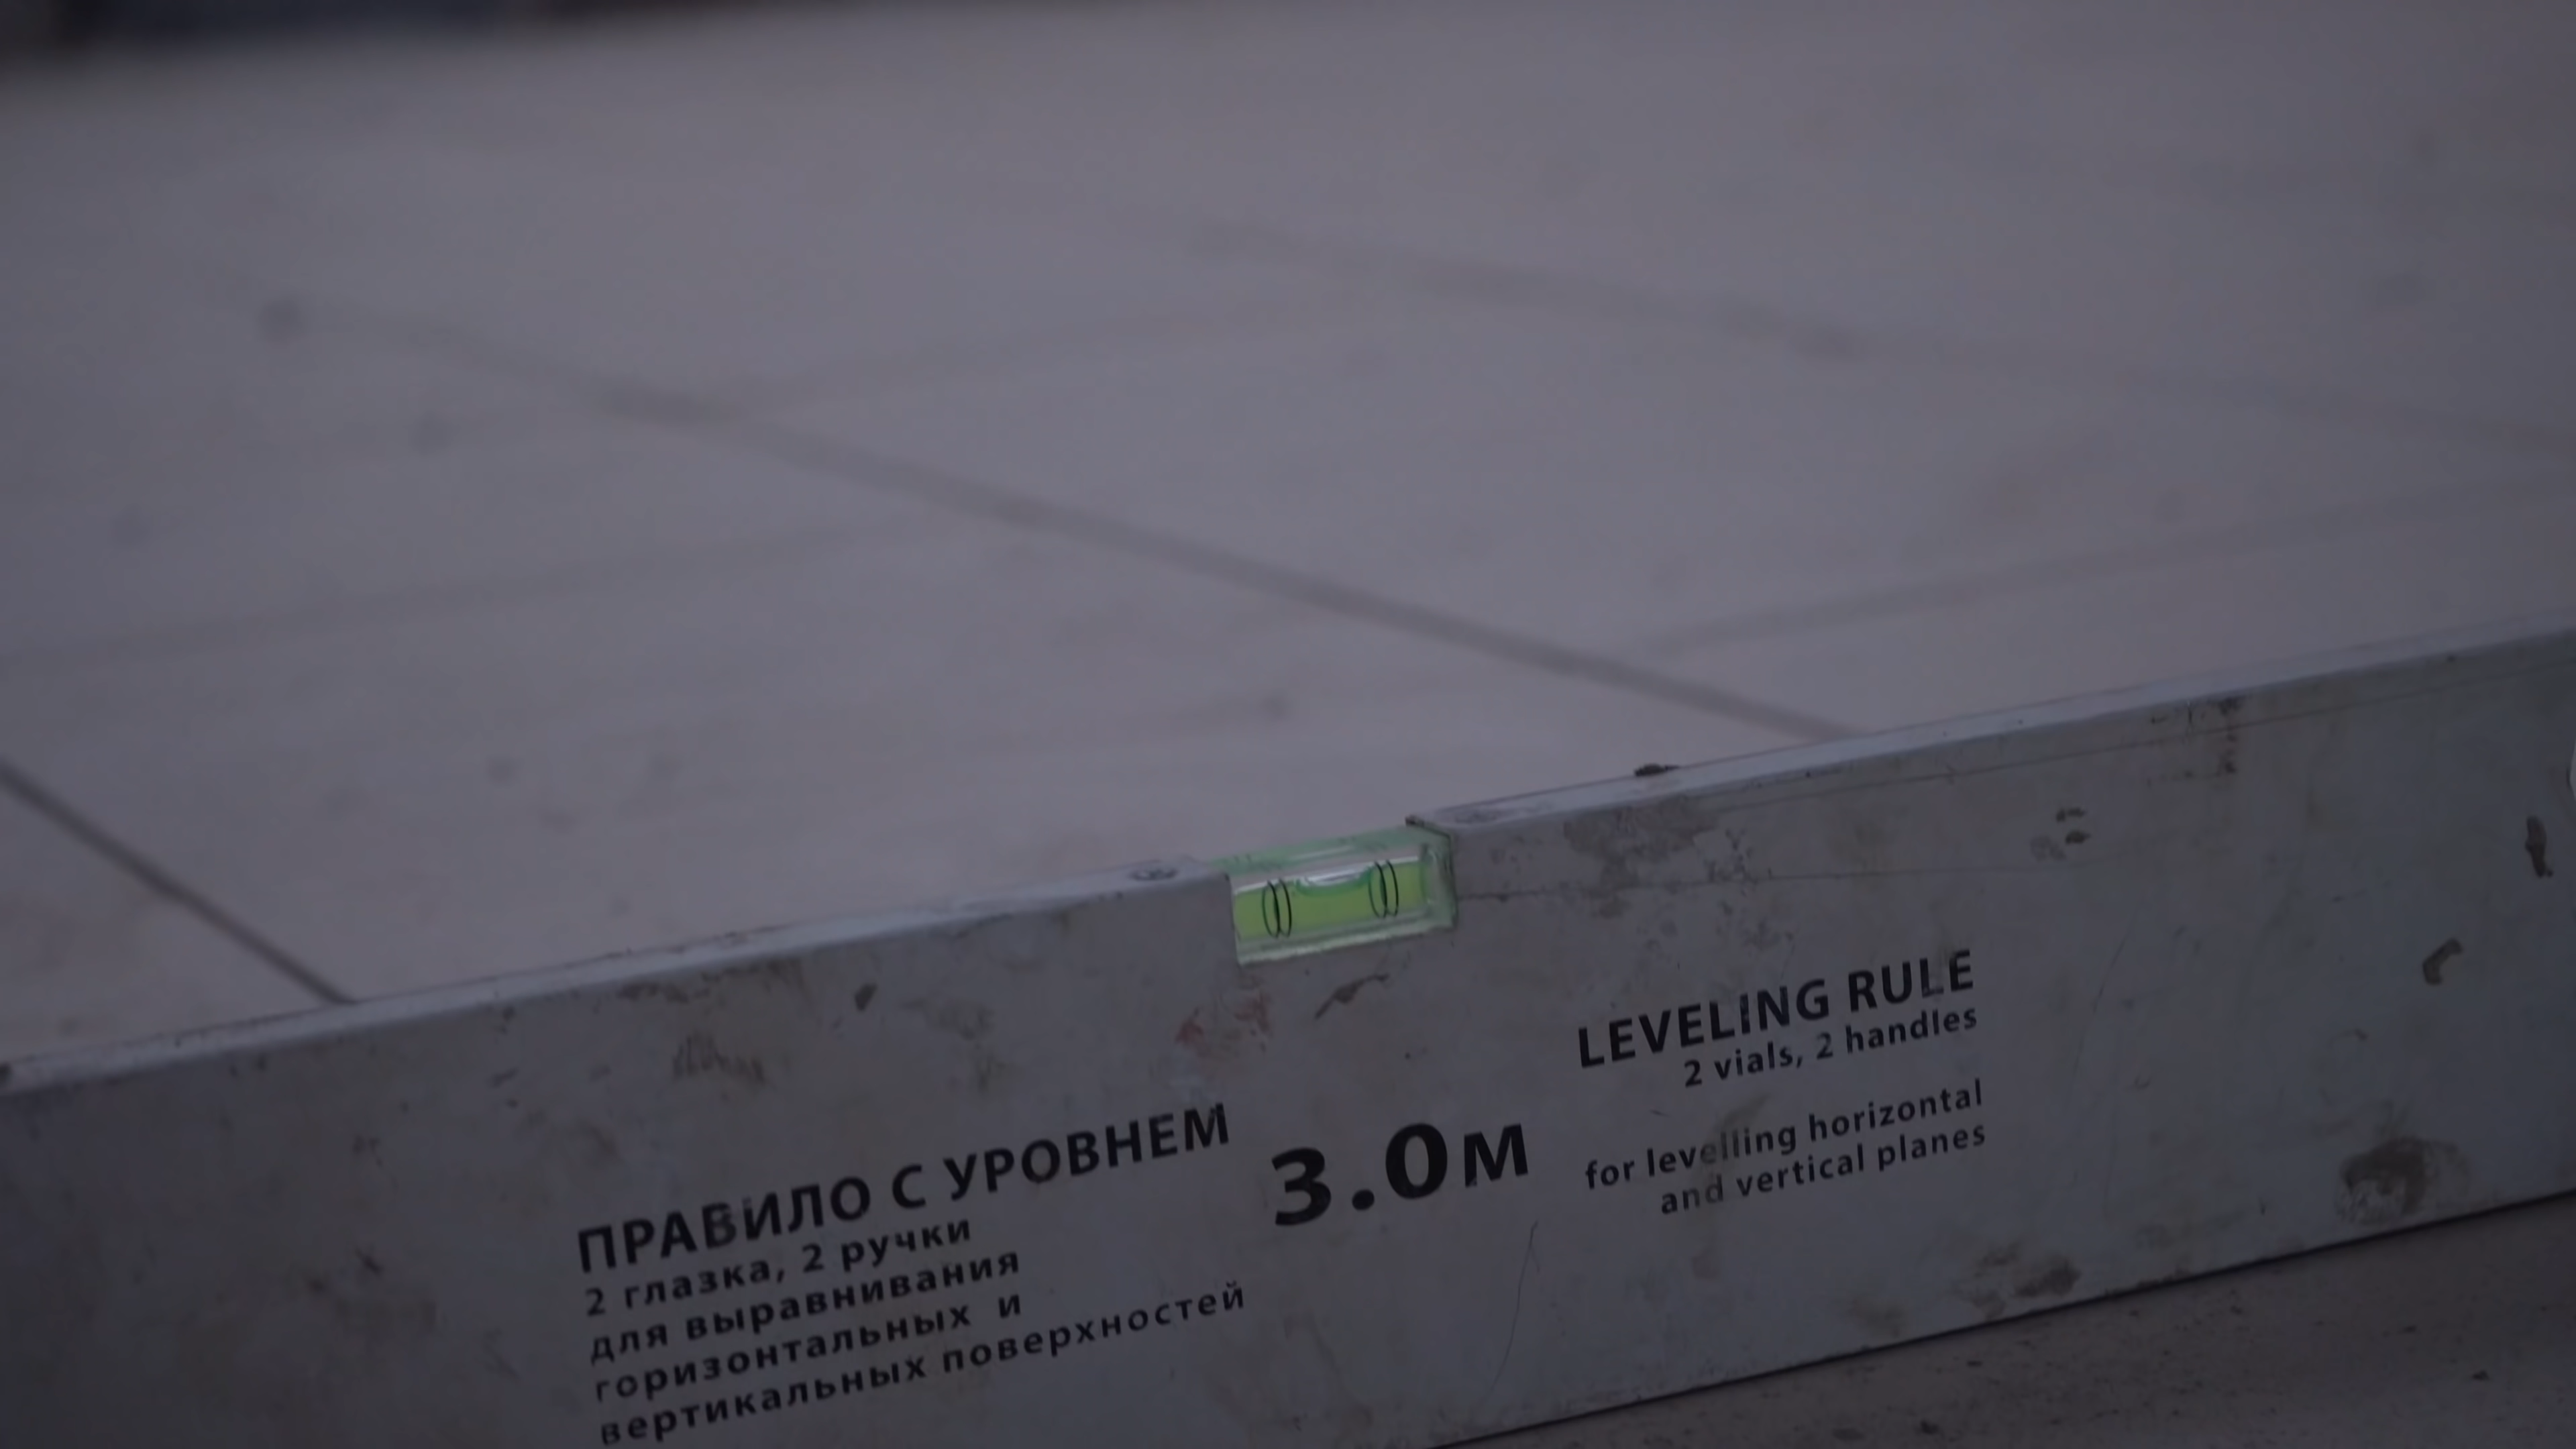 ПРАВИЛО С УРОВНЕМ
2 глазка, 2 ручки
для выравнивания
горизонтальных и
вертикальных поверхностей
3.0м
LEVELING RULE
2 vials, 2 handles
for levelling horizontal
and vertical planes